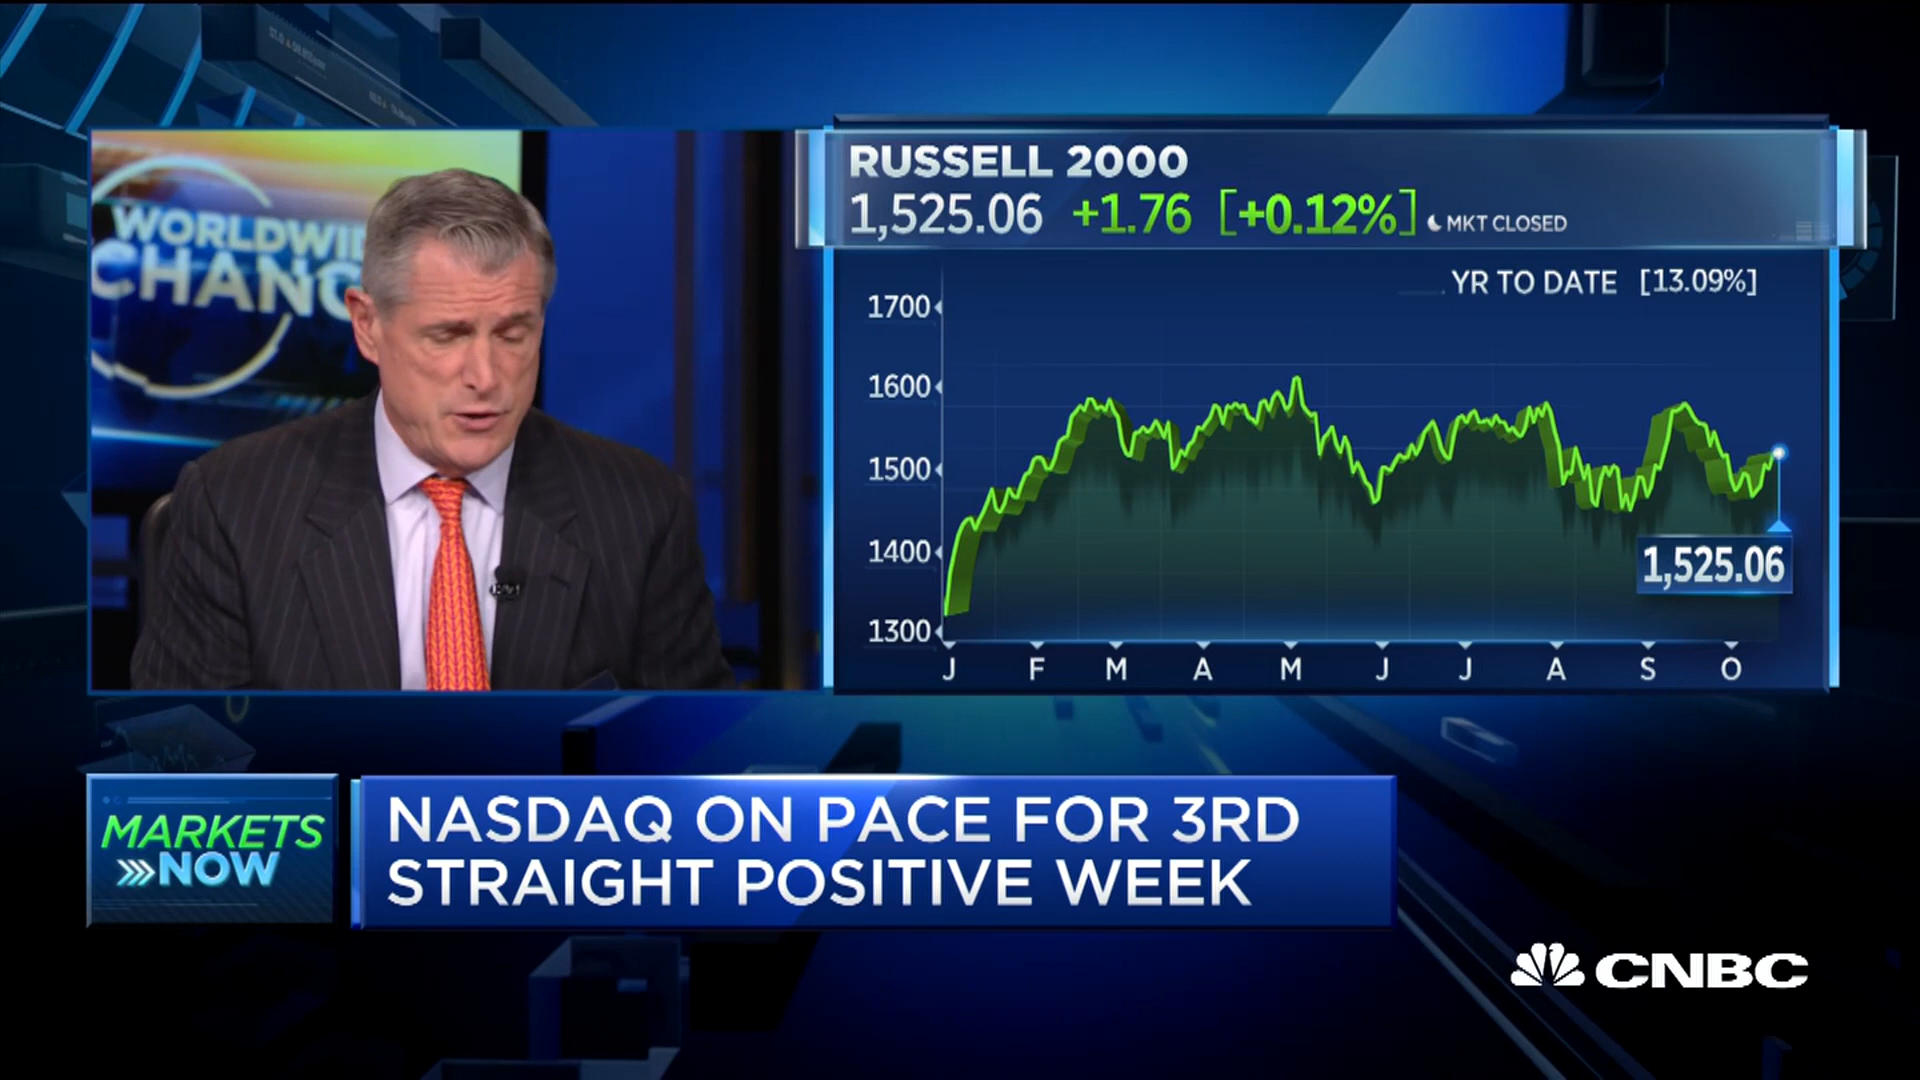 WORLDWID
CHANG
RUSSELL 2000
1,525.06 +1.76 [+0.12%] MKT CLOSED
YR TO DATE [13.09%]
1700
1600
1500
1400
1300
1,525.06
J F M A M J J A S O
MARKETS
NOW
NASDAQ ON PACE FOR 3RD
STRAIGHT POSITIVE WEEK
CNBC